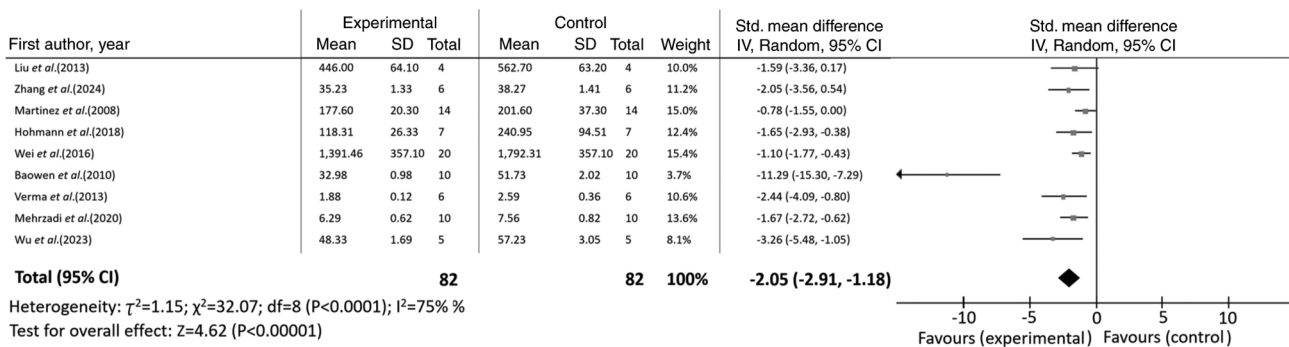 Experimental Control Std. mean difference Std. mean difference
First author, year Mean SD Total Mean SD Total Weight IV, Random, 95% CI IV, Random, 95% CI
Liu et al.(2013) 446.00 64.10 4 562.70 63.20 4 10.0% -1.59 (-3.36, 0.17)
Zhang et al.(2024) 35.23 1.33 6 38.27 1.41 6 11.2% -2.05 (-3.56, 0.54)
Martinez et al.(2008) 177.60 20.30 14 201.60 37.30 14 15.0% -0.78 (-1.55, 0.00)
Hohmann et al.(2018) 118.31 26.33 7 240.95 94.51 7 12.4% -1.65 (-2.93, -0.38)
Wei et al.(2016) 1,391.46 357.10 20 1,792.31 357.10 20 15.4% -1.10 (-1.77, -0.43)
Baowen et al.(2010) 32.98 0.98 10 51.73 2.02 10 3.7% -11.29 (-15.30, -7.29)
Verma et al.(2013) 1.88 0.12 6 2.59 0.36 6 10.6% -2.44 (-4.09, -0.80)
Mehrzadi et al.(2020) 6.29 0.62 10 7.56 0.82 10 13.6% -1.67 (-2.72, -0.62)
Wu et al.(2023) 48.33 1.69 5 57.23 3.05 5 8.1% -3.26 (-5.48, -1.05)
Total (95% CI) 82 82 100% -2.05 (-2.91, -1.18)
Heterogeneity: τ²=1.15; χ²=32.07; df=8 (P<0.0001); I²=75% %
Test for overall effect: Z=4.62 (P<0.00001)
-10 -5 0 5 10
Favours (experimental) Favours (control)